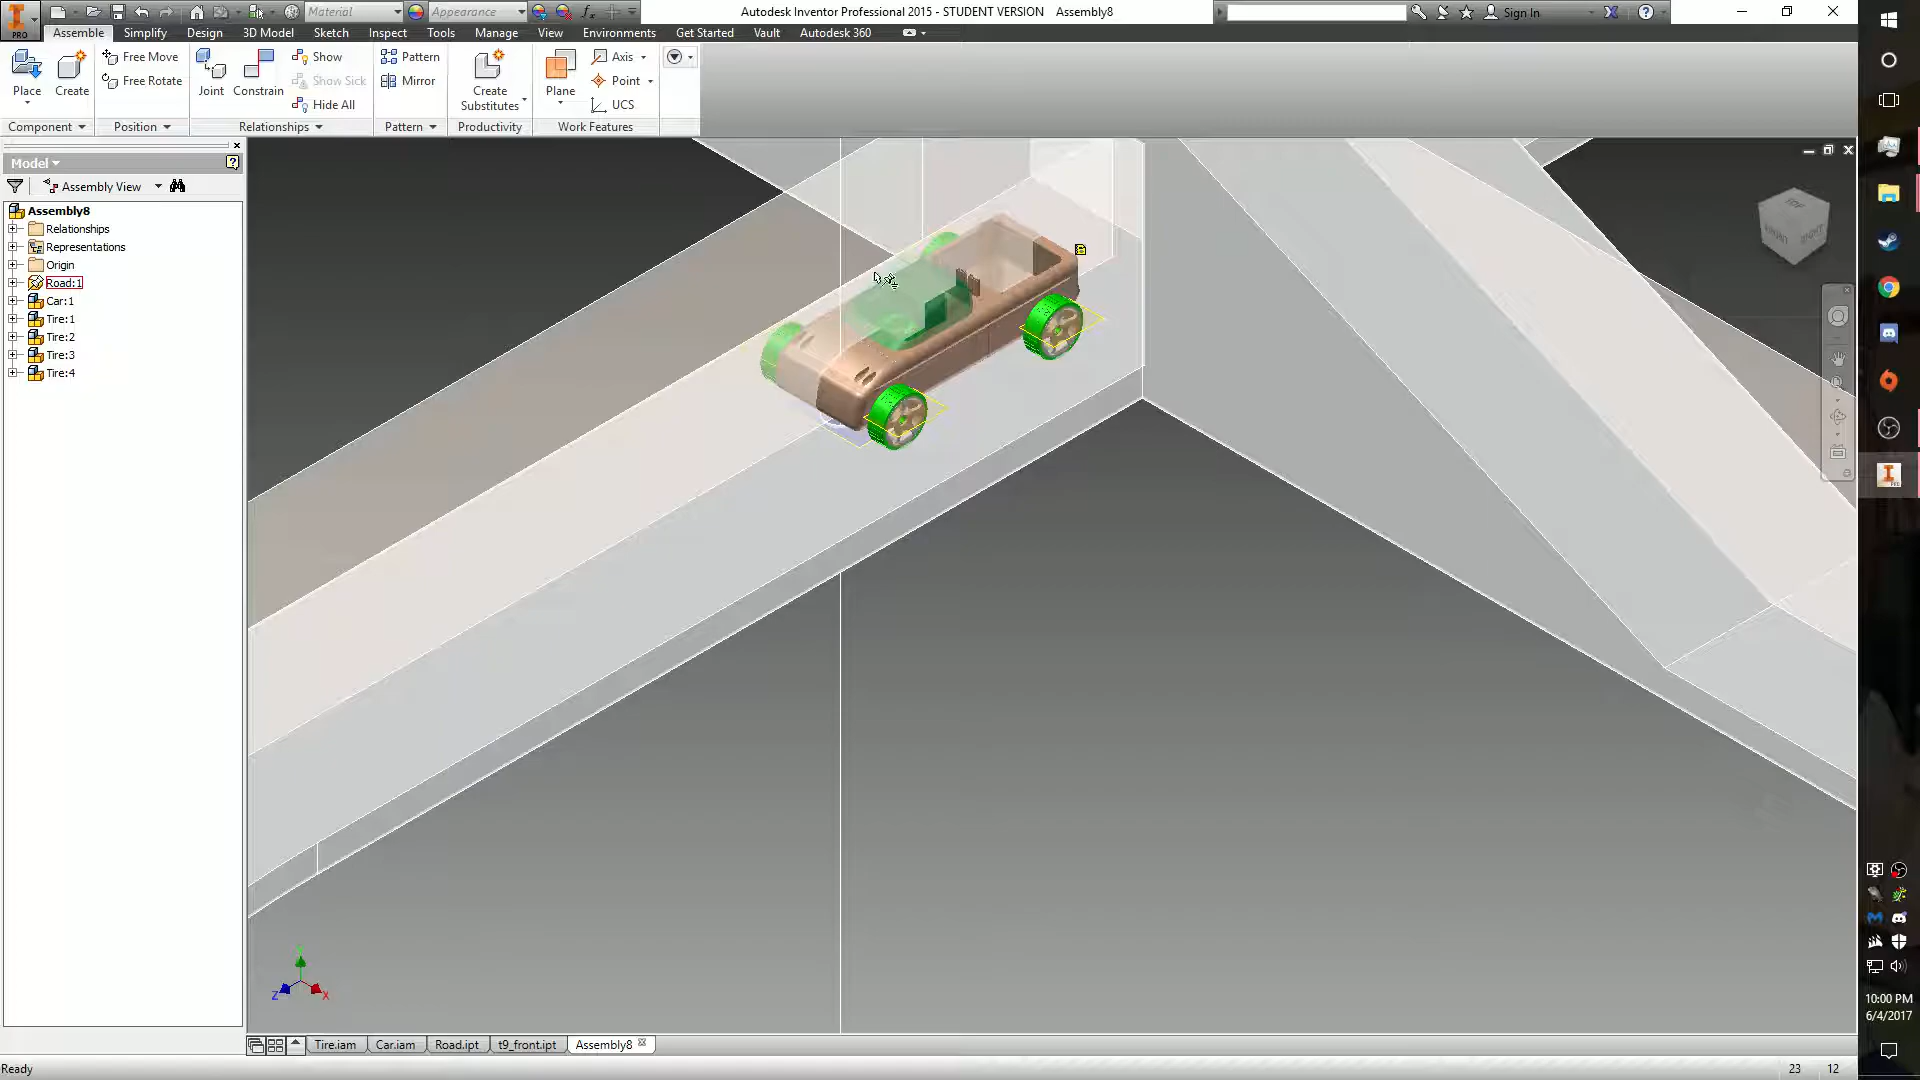 Material
Appearance
Autodesk Inventor Professional 2015 - STUDENT VERSION Assembly8
Sign In
PRO
Assemble Simplify Design 3D Model Sketch Inspect Tools Manage View Environments Get Started Vault Autodesk 360
Place
Create
Free Move
Free Rotate
Joint
Constrain
Show
Show Sick
Hide All
Pattern
Mirror
Create
Substitutes
Plane
Axis
Point
UCS
Component Position Relationships Pattern Productivity Work Features
Model
Assembly View
Assembly8
Relationships
Representations
Origin
Road:1
Car:1
Tire:1
Tire:2
Tire:3
Tire:4
Z
X
Tire.iam Car.iam Road.ipt t9_front.ipt Assembly8
Ready
23 12
10:00 PM
6/4/2017